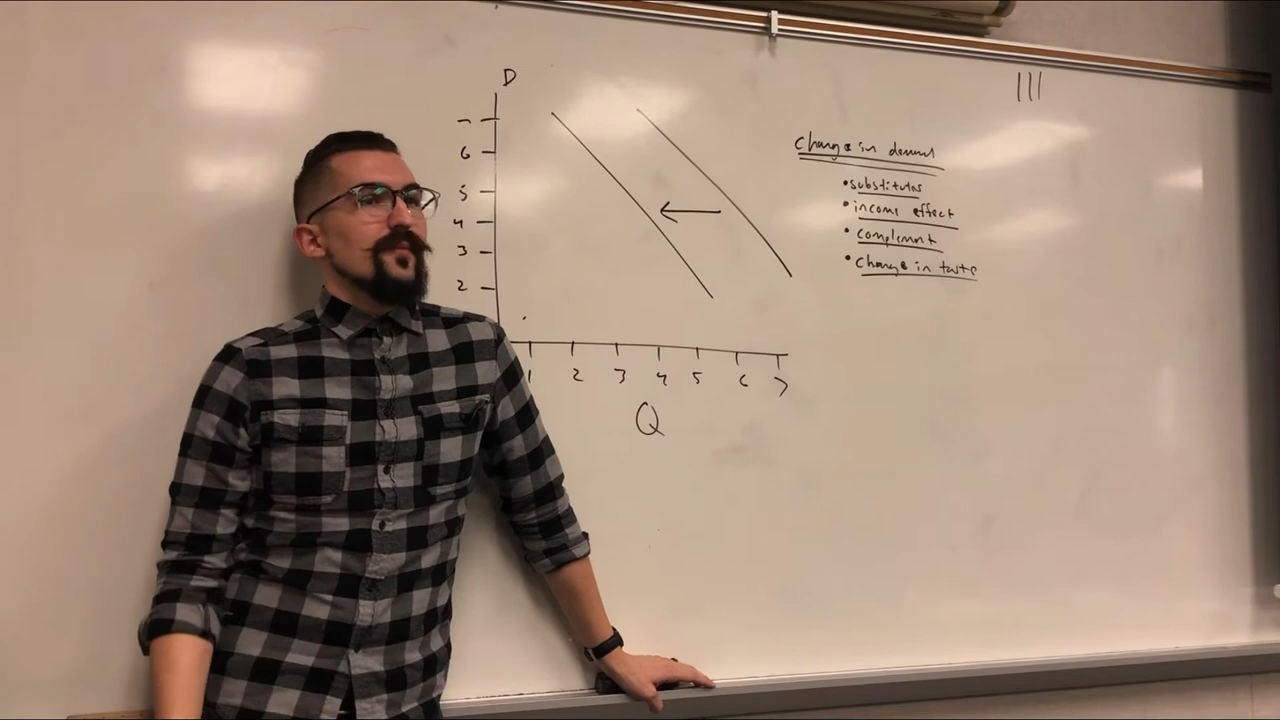 D
7
6
5
4
3
2
1 2 3 4 5 6 7
Q
Change in demand
• substitutes
• income effect
• complement
• Change in taste
|||